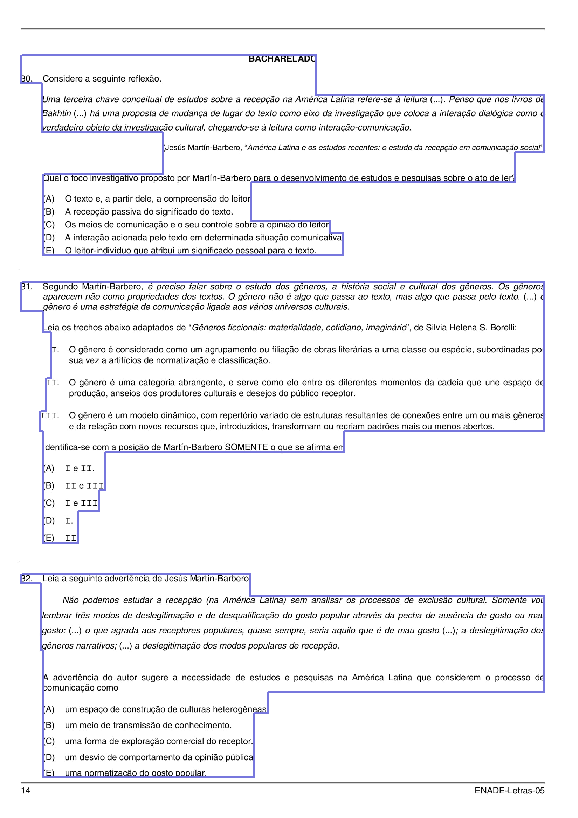 BACHARELADO
30. Considere a seguinte reflexão.
Uma terceira chave conceitual de estudos sobre a recepção na América Latina refere-se à leitura (...). Penso que nos livros de
Bakhtin (...) há uma proposta de mudança de lugar do texto como eixo da investigação que coloca a interação dialógica como o
verdadeiro objeto da investigação cultural, chegando-se à leitura como interação-comunicação.
(Jesús Martín-Barbero, "América Latina e os estudos recentes: o estudo da recepção em comunicação social"
Qual o foco investigativo proposto por Martín-Barbero para o desenvolvimento de estudos e pesquisas sobre o ato de ler?
(A) O texto e, a partir dele, a compreensão do leitor
(B) A recepção passiva do significado do texto.
(C) Os meios de comunicação e o seu controle sobre a opinião do leitor.
(D) A interação acionada pelo texto em determinada situação comunicativa.
(E) O leitor-indivíduo que atribui um significado pessoal para o texto.
31. Segundo Martín-Barbero, é preciso falar sobre o estudo dos gêneros, a história social e cultural dos gêneros. Os gêneros
aparecem não como propriedades dos textos. O gênero não é algo que passa ao texto, mas algo que passa pelo texto. (...) o
gênero é uma estratégia de comunicação ligada aos vários universos culturais.
Leia os trechos abaixo adaptados de "Gêneros ficcionais: materialidade, cotidiano, imaginário", de Silvia Helena S. Borelli:
I. O gênero é considerado como um agrupamento ou filiação de obras literárias a uma classe ou espécie, subordinadas por
sua vez a artifícios de normatização e classificação.
II. O gênero é uma categoria abrangente, e serve como elo entre os diferentes momentos da cadeia que une espaço de
produção, anseios dos produtores culturais e desejos do público receptor.
III. O gênero é um modelo dinâmico, com repertório variado de estruturas resultantes de conexões entre um ou mais gêneros
e da relação com novos recursos que, introduzidos, transformam ou recriam padrões mais ou menos abertos.
Identifica-se com a posição de Martín-Barbero SOMENTE o que se afirma em
(A) I e II.
(B) II e III
(C) I e III
(D) I.
(E) II
32. Leia a seguinte advertência de Jesús Martín-Barbero
Não podemos estudar a recepção (na América Latina) sem analisar os processos de exclusão cultural. Somente vou
lembrar três modos de deslegitimação e de desqualificação do gosto popular através da pecha de ausência de gosto ou mau
gosto: (...) o que agrada aos receptores populares, quase sempre, seria aquilo que é de mau gosto (...); a deslegitimação dos
gêneros narrativos; (...) a deslegitimação dos modos populares de recepção.
A advertência do autor sugere a necessidade de estudos e pesquisas na América Latina que considerem o processo de
comunicação como
(A) um espaço de construção de culturas heterogêneas.
(B) um meio de transmissão de conhecimento.
(C) uma forma de exploração comercial do receptor.
(D) um desvio de comportamento da opinião pública
(E) uma normatização do gosto popular.
14 ENADE-Letras-05